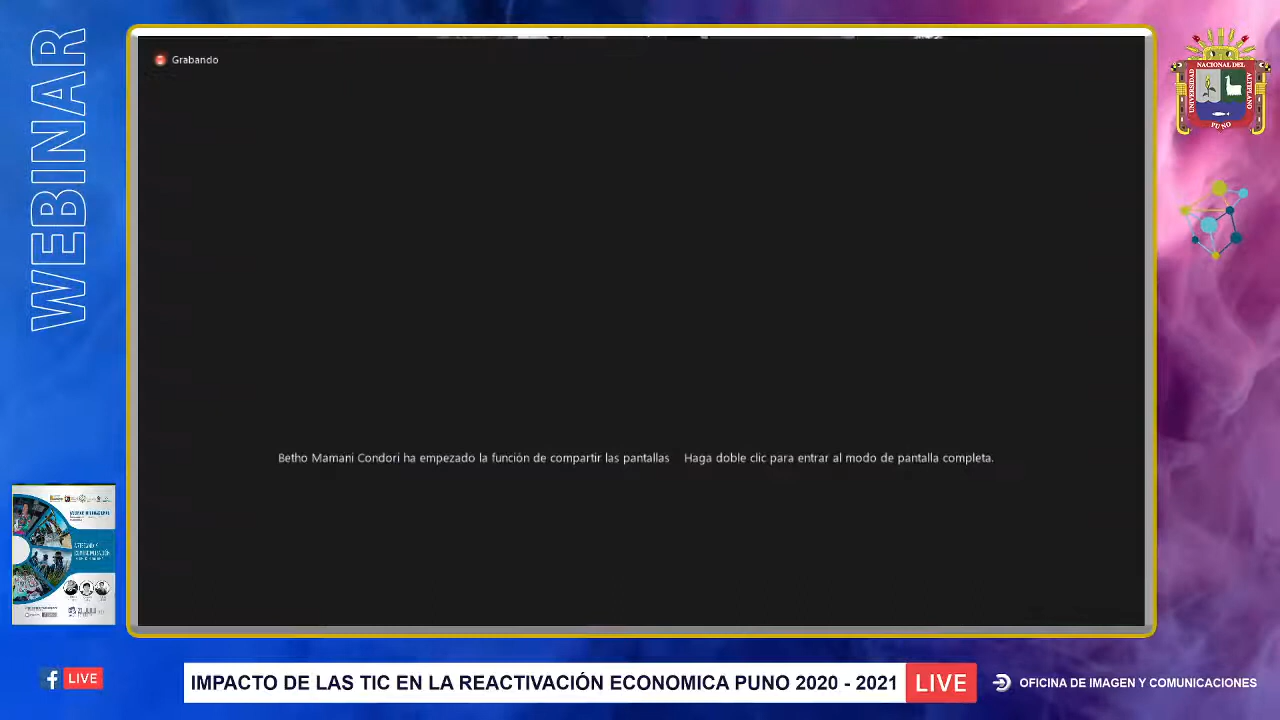 WEBINAR
Grabando
UNIVERSIDAD NACIONAL DEL ALTIPLANO
PUNO
Betho Mamani Condori ha empezado la función de compartir las pantallas Haga doble clic para entrar al modo de pantalla completa.
LIVE
IMPACTO DE LAS TIC EN LA REACTIVACIÓN ECONOMICA PUNO 2020 - 2021
LIVE
OFICINA DE IMAGEN Y COMUNICACIONES